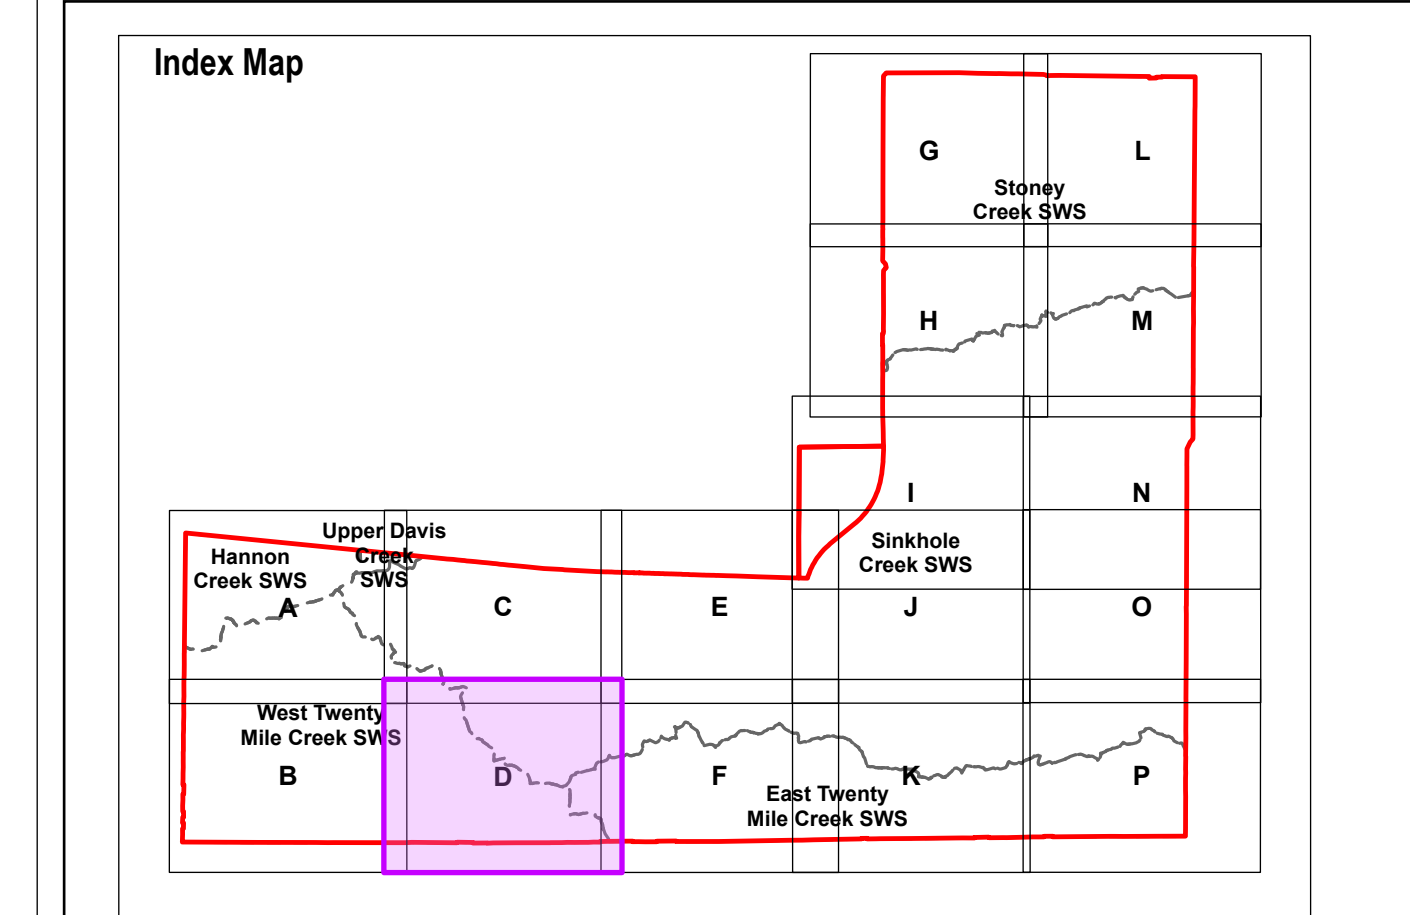 Index Map
G
L
Stoney
Creek SWS
H
M
I
N
Sinkhole
Creek SWS
Upper Davis
Creek
SWS
Hannon
Creek SWS
A
C
E
J
O
West Twenty
Mile Creek SWS
B
D
F
K
P
East Twenty
Mile Creek SWS